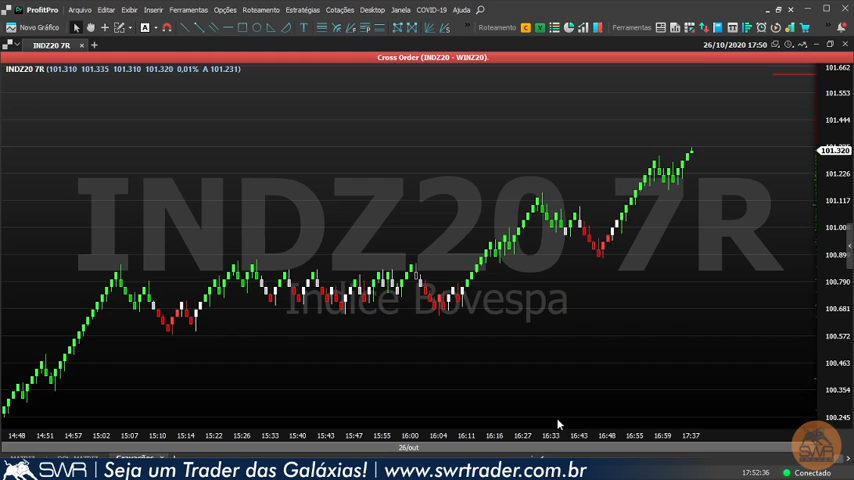 ProfitPro Arquivo Editar Exibir Inserir Ferramentas Opções Menu Gráfico Roteamento Estratégias Cotações Desktop Janela COVID-19 Ajuda
Novo Gráfico Roteamento C V Ferramentas
INDZ20 7R 26/10/2020 17:50
Cross Order (INDZ20 - WINZ20).
INDZ20 7R (101.310 101.335 101.310 101.320 0,01% A 101.231)
INDZ20 7R
Índice Bovespa
101.662
101.553
101.444
101.320
101.226
101.117
101.00
100.89
100.790
100.681
100.572
100.463
100.354
100.245
14:48 14:51 14:57 15:02 15:07 15:10 15:14 15:22 15:26 15:33 15:40 15:43 15:47 15:55 16:00 16:04 16:11 16:16 16:27 16:33 16:43 16:48 16:55 16:59 17:37
26/out
SWR | Seja um Trader das Galáxias! | www.swrtrader.com.br
17:52:36 Conectado